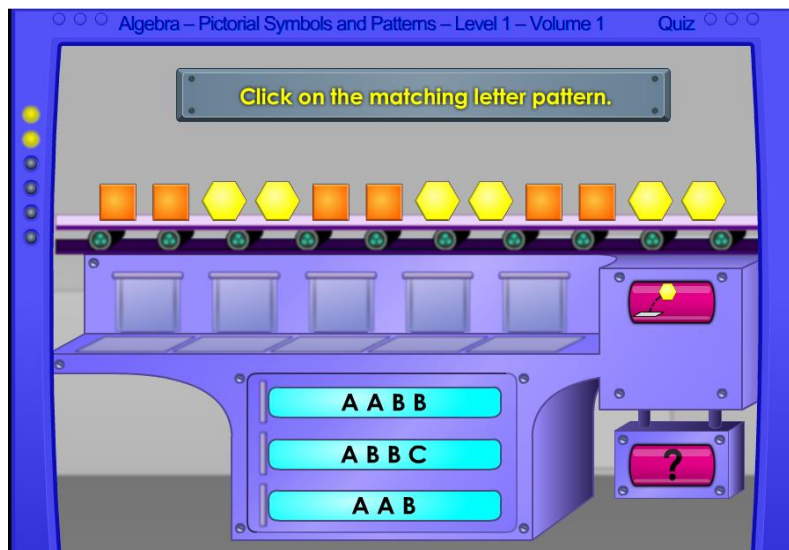 Algebra – Pictorial Symbols and Patterns – Level 1 – Volume 1 Quiz
Click on the matching letter pattern.
A A B B
A B B C
A A B
?